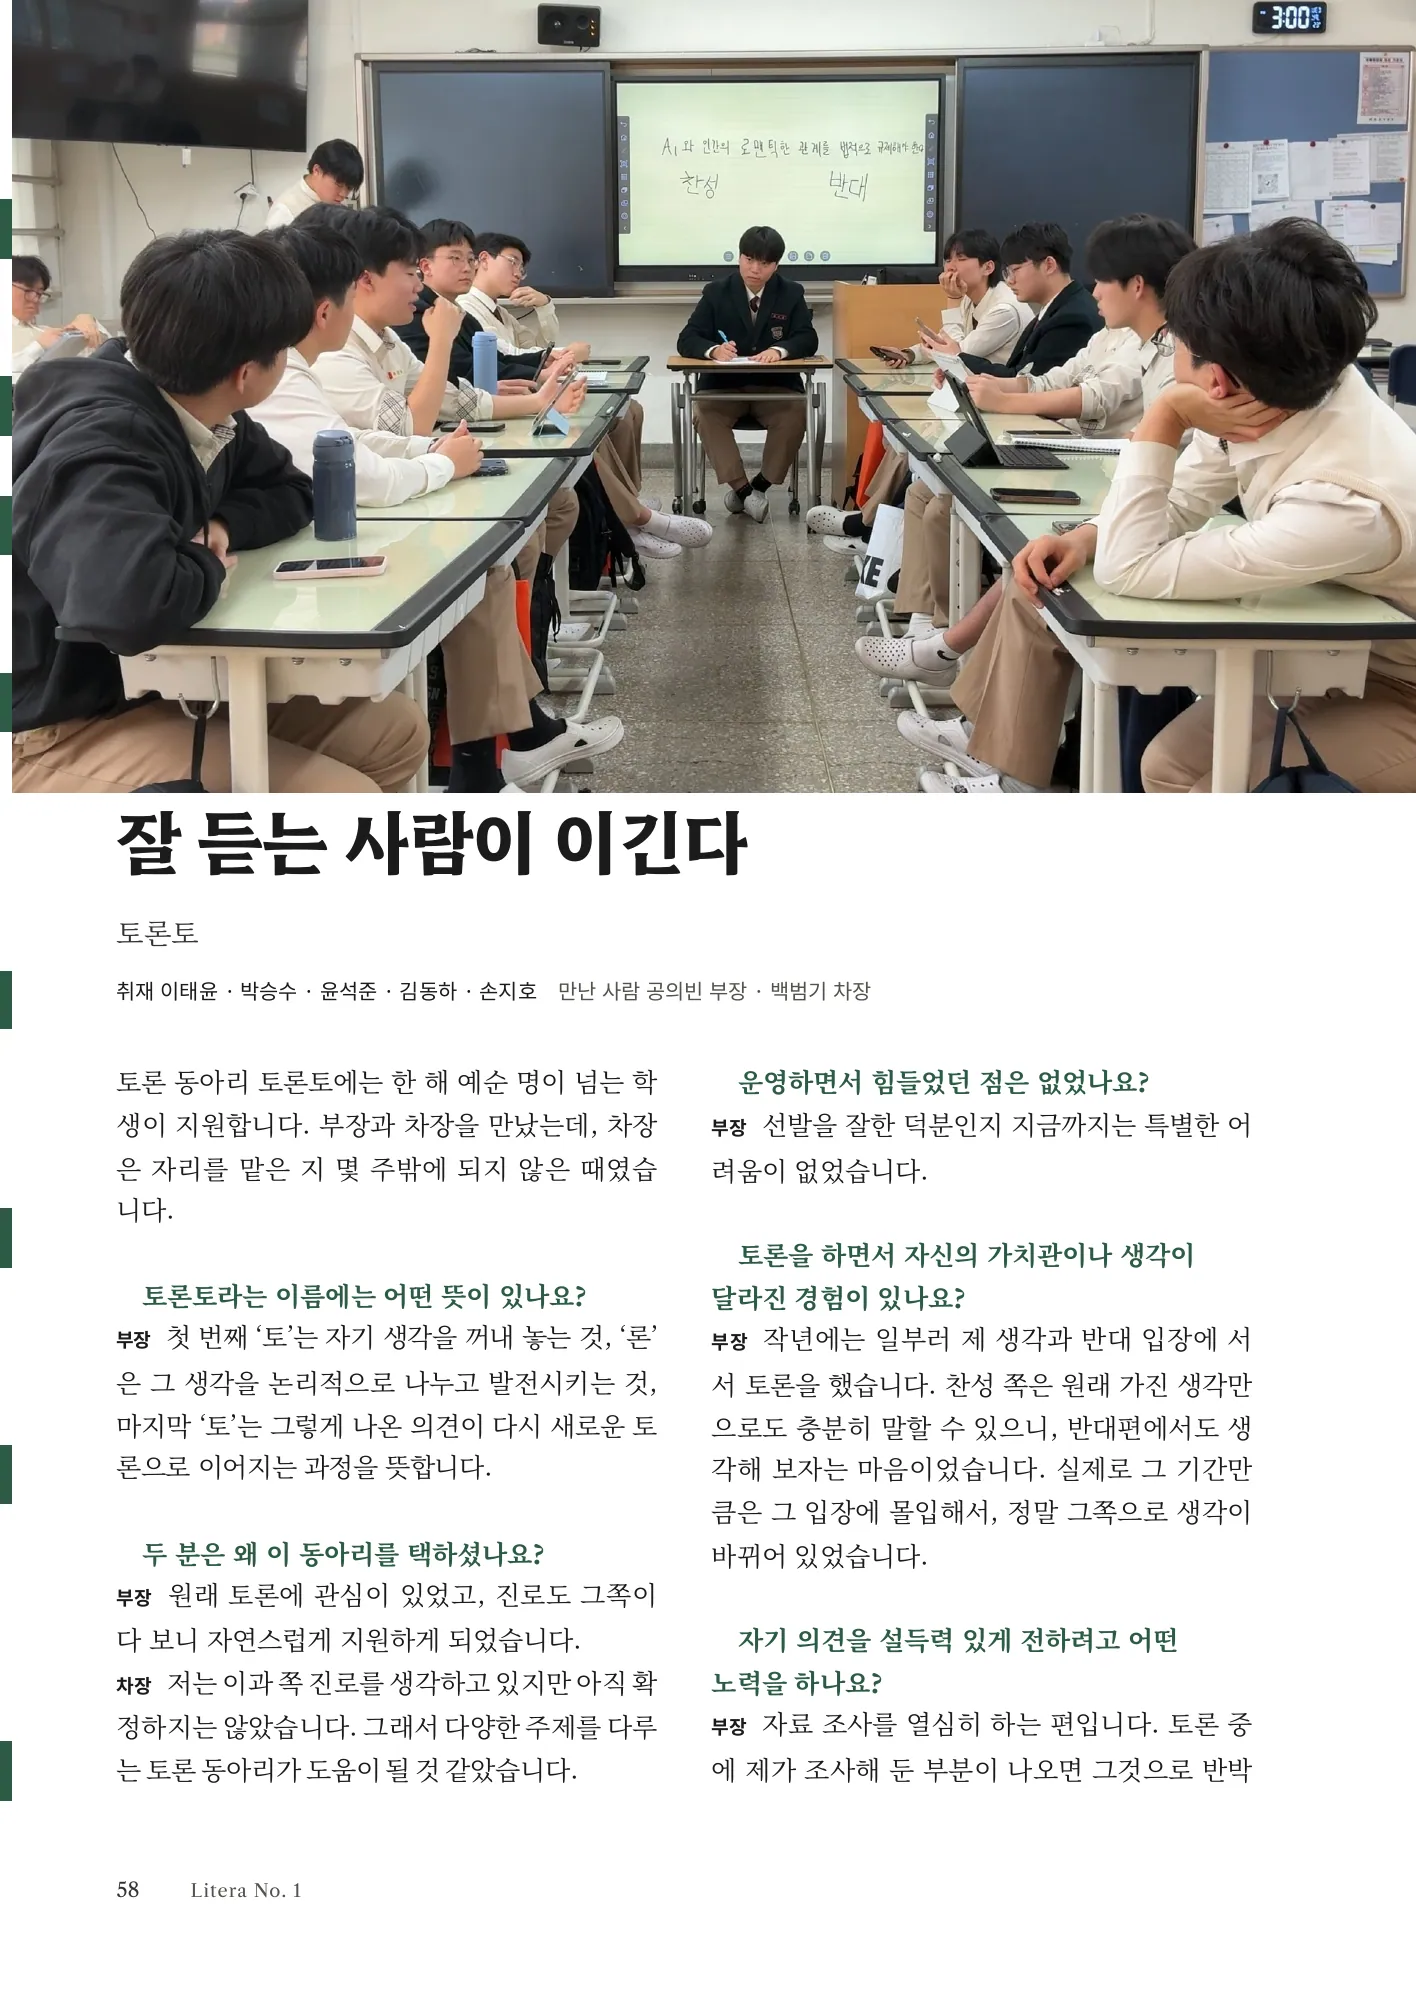 3:00
AI와 인간의 로맨틱한 관계를 법적으로 규제해야 한다
찬성
반대
잘 듣는 사람이 이긴다
토론토
취재 이태윤 · 박승수 · 윤석준 · 김동하 · 손지호 만난 사람 공의빈 부장 · 백범기 차장
토론 동아리 토론토에는 한 해 예순 명이 넘는 학
생이 지원합니다. 부장과 차장을 만났는데, 차장
은 자리를 맡은 지 몇 주밖에 되지 않은 때였습
니다.
토론토라는 이름에는 어떤 뜻이 있나요?
부장 첫 번째 ‘토’는 자기 생각을 꺼내 놓는 것, ‘론’
은 그 생각을 논리적으로 나누고 발전시키는 것,
마지막 ‘토’는 그렇게 나온 의견이 다시 새로운 토
론으로 이어지는 과정을 뜻합니다.
두 분은 왜 이 동아리를 택하셨나요?
부장 원래 토론에 관심이 있었고, 진로도 그쪽이
다 보니 자연스럽게 지원하게 되었습니다.
차장 저는 이과 쪽 진로를 생각하고 있지만 아직 확
정하지는 않았습니다. 그래서 다양한 주제를 다루
는 토론 동아리가 도움이 될 것 같았습니다.
운영하면서 힘들었던 점은 없었나요?
부장 선발을 잘한 덕분인지 지금까지는 특별한 어
려움이 없었습니다.
토론을 하면서 자신의 가치관이나 생각이
달라진 경험이 있나요?
부장 작년에는 일부러 제 생각과 반대 입장에 서
서 토론을 했습니다. 찬성 쪽은 원래 가진 생각만
으로도 충분히 말할 수 있으니, 반대편에서도 생
각해 보자는 마음이었습니다. 실제로 그 기간만
큼은 그 입장에 몰입해서, 정말 그쪽으로 생각이
바뀌어 있었습니다.
자기 의견을 설득력 있게 전하려고 어떤
노력을 하나요?
부장 자료 조사를 열심히 하는 편입니다. 토론 중
에 제가 조사해 둔 부분이 나오면 그것으로 반박
58 Litera No. 1